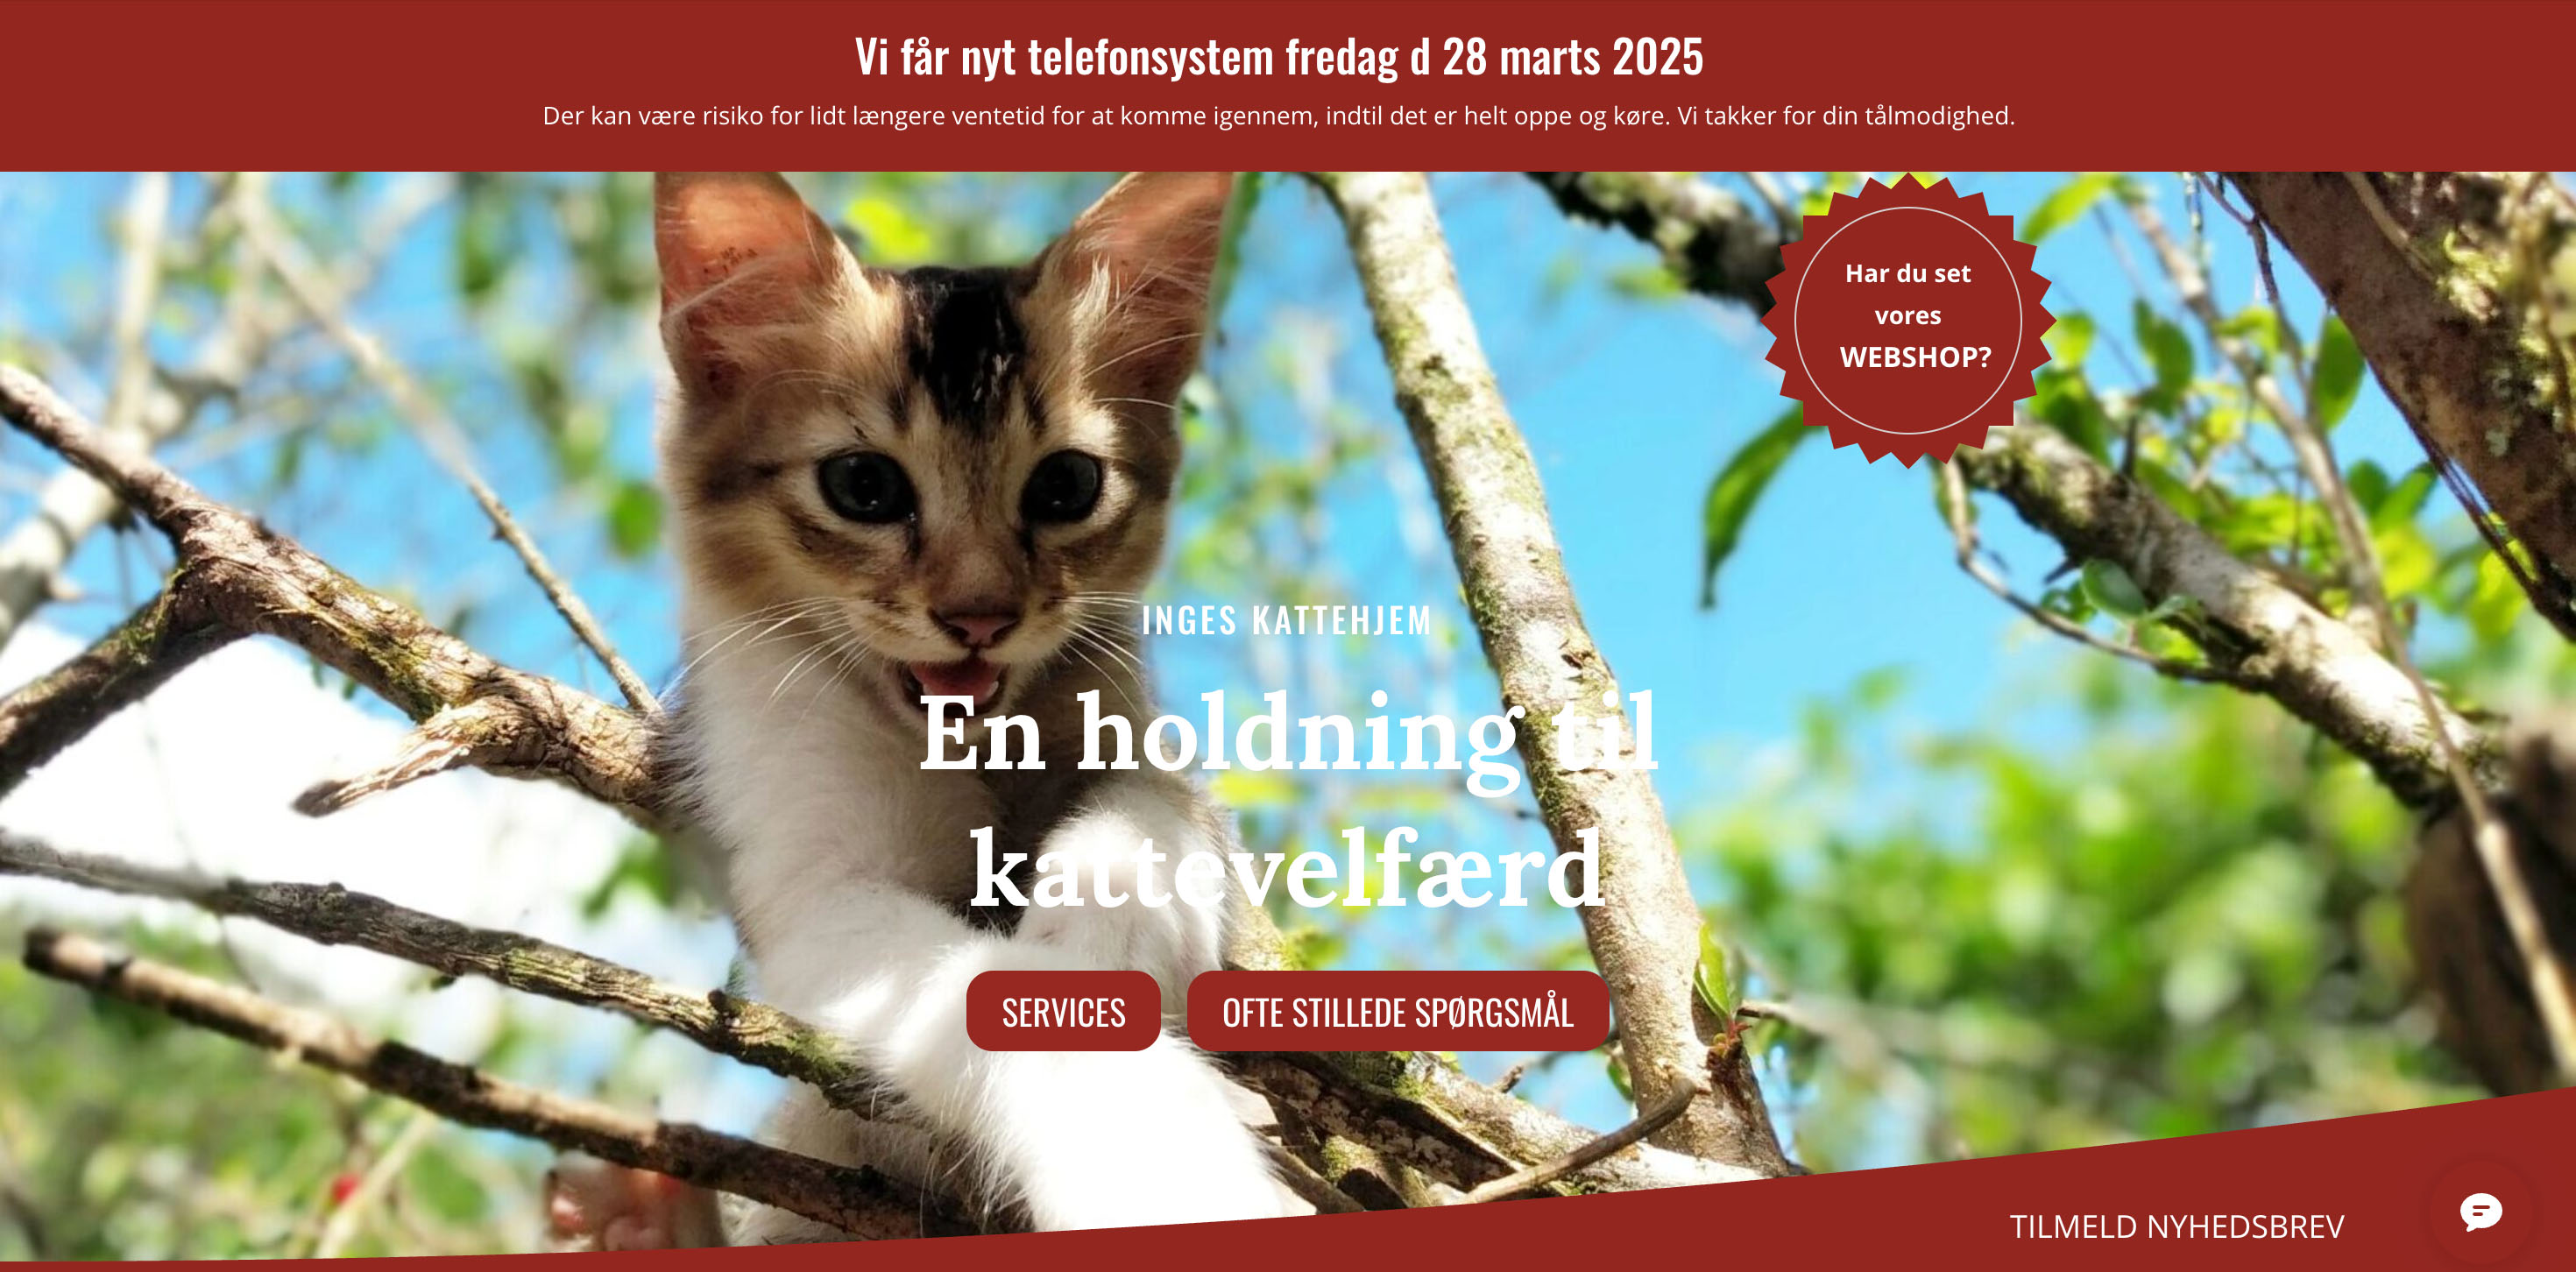 Vi får nyt telefonsystem fredag d 28 marts 2025
Der kan være risiko for lidt længere ventetid for at komme igennem, indtil det er helt oppe og køre. Vi takker for din tålmodighed.
Har du set
vores
WEBSHOP?
INGES KATTEHJEM
En holdning til
kattevelfærd
SERVICES
OFTE STILLEDE SPØRGSMÅL
TILMELD NYHEDSBREV